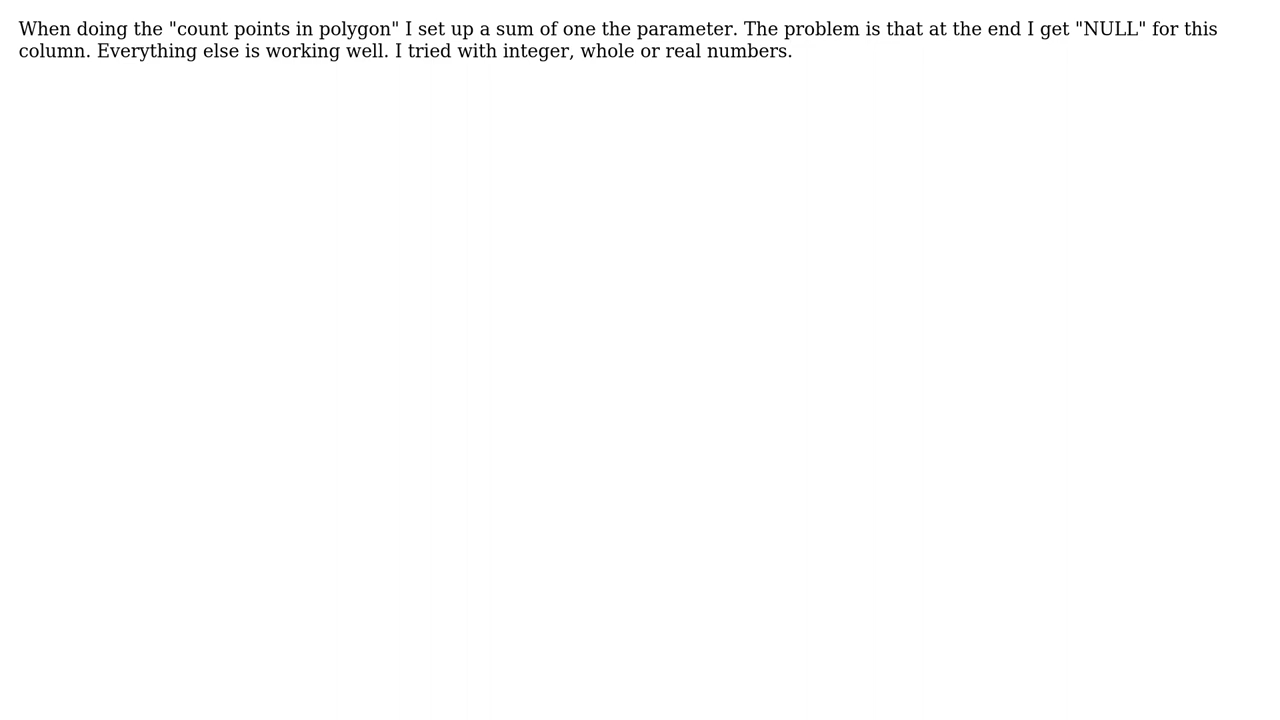 When doing the "count points in polygon" I set up a sum of one the parameter. The problem is that at the end I get "NULL" for this
column. Everything else is working well. I tried with integer, whole or real numbers.